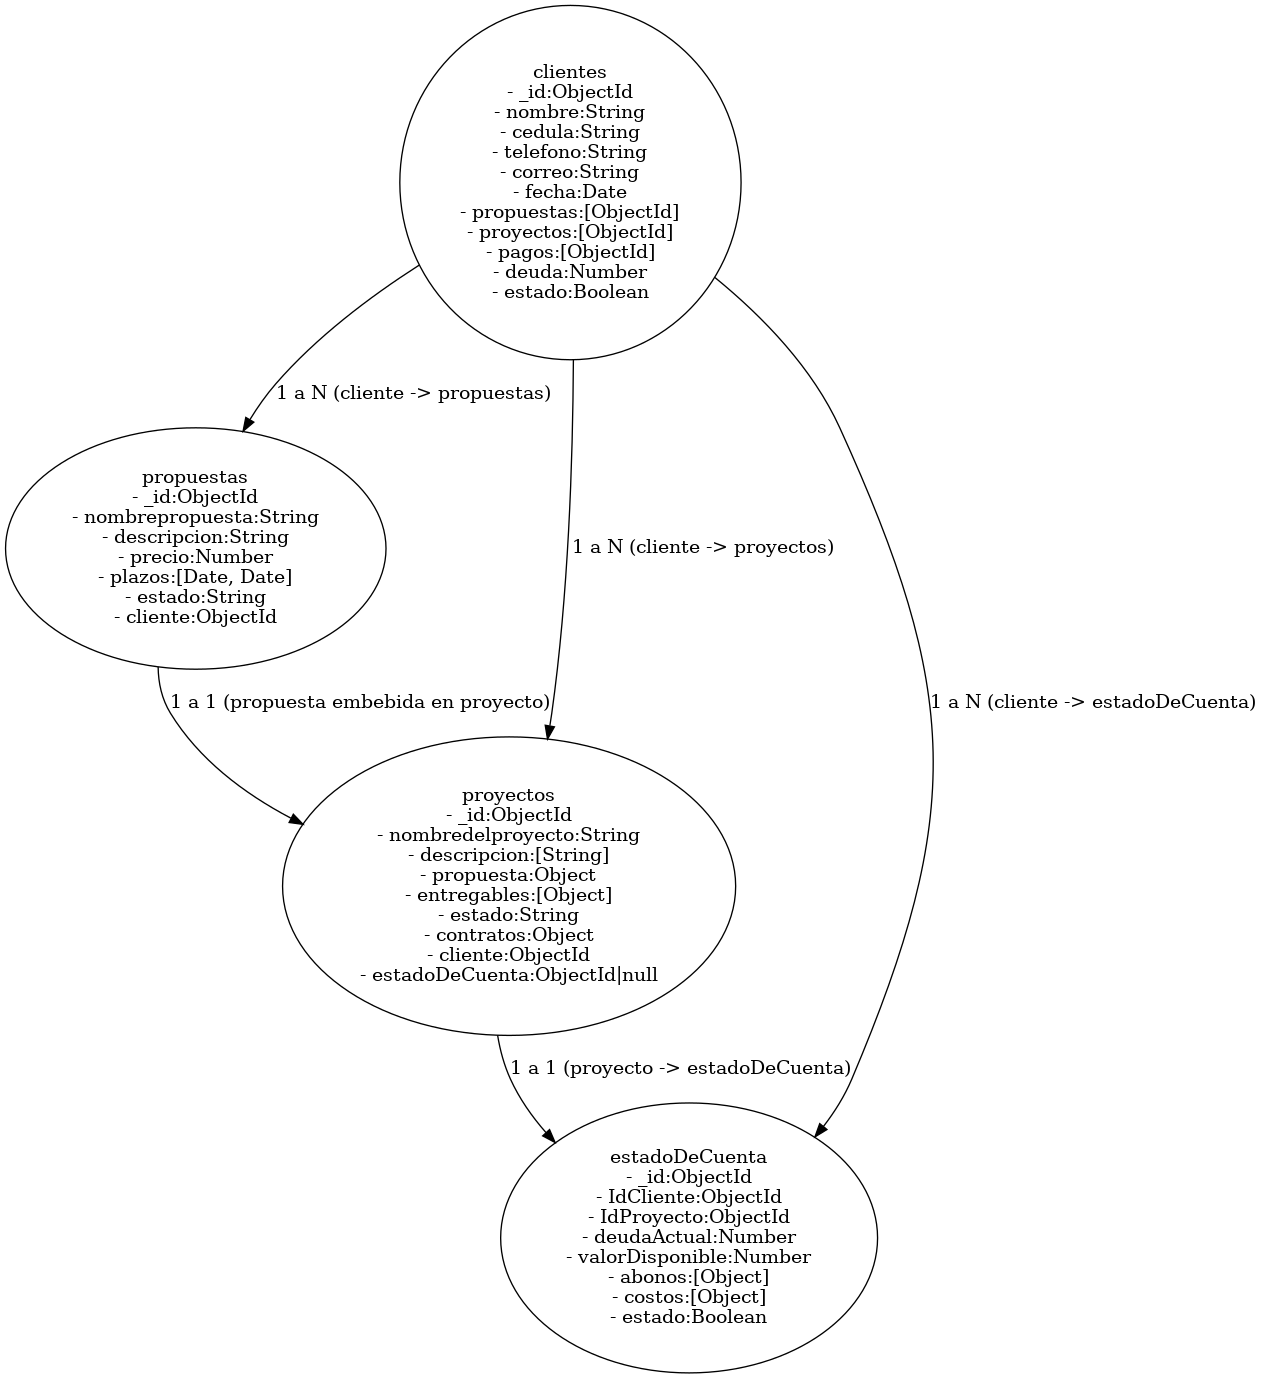 clientes
- _id:ObjectId
- nombre:String
- cedula:String
- telefono:String
- correo:String
- fecha:Date
- propuestas:[ObjectId]
- proyectos:[ObjectId]
- pagos:[ObjectId]
- deuda:Number
- estado:Boolean
1 a N (cliente -> propuestas)
propuestas
- _id:ObjectId
- nombrepropuesta:String
- descripcion:String
- precio:Number
- plazos:[Date, Date]
- estado:String
- cliente:ObjectId
1 a N (cliente -> proyectos)
1 a 1 (propuesta embebida en proyecto)
1 a N (cliente -> estadoDeCuenta)
proyectos
- _id:ObjectId
- nombredelproyecto:String
- descripcion:[String]
- propuesta:Object
- entregables:[Object]
- estado:String
- contratos:Object
- cliente:ObjectId
- estadoDeCuenta:ObjectId|null
1 a 1 (proyecto -> estadoDeCuenta)
estadoDeCuenta
- _id:ObjectId
- IdCliente:ObjectId
- IdProyecto:ObjectId
- deudaActual:Number
- valorDisponible:Number
- abonos:[Object]
- costos:[Object]
- estado:Boolean